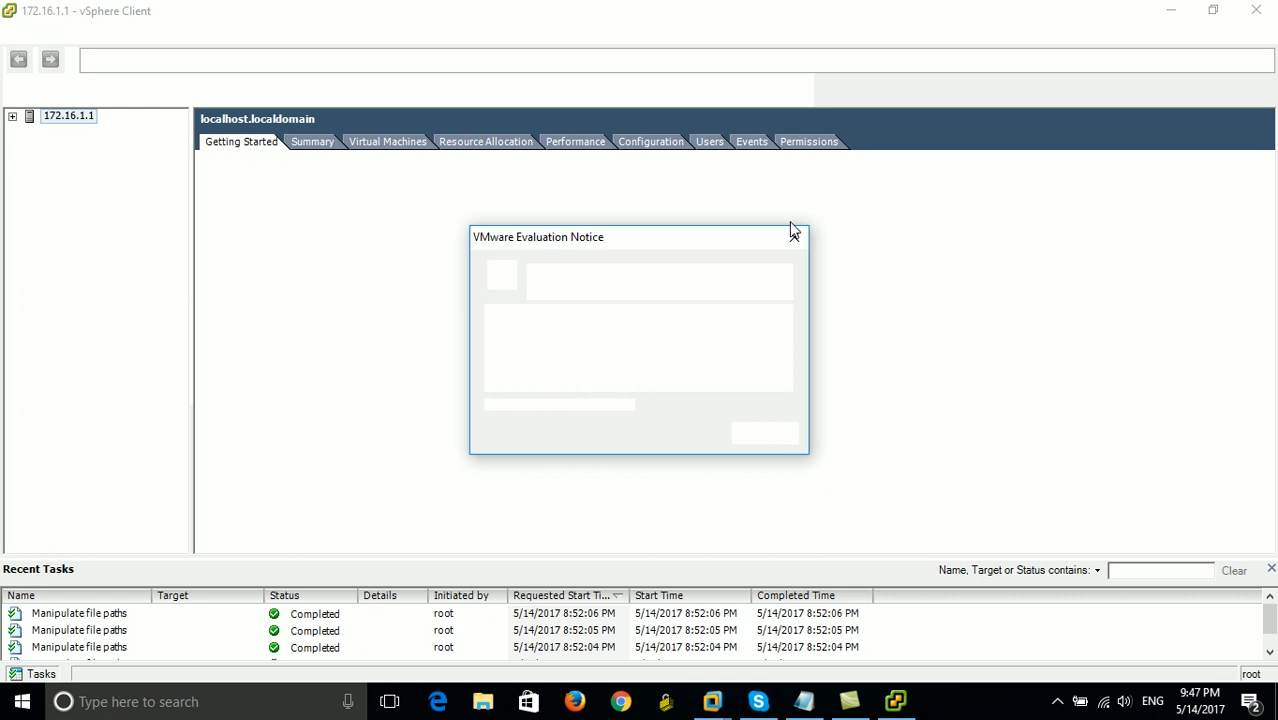 172.16.1.1 - vSphere Client
172.16.1.1
localhost.localdomain
Getting Started Summary Virtual Machines Resource Allocation Performance Configuration Users Events Permissions
VMware Evaluation Notice
Recent Tasks
Name, Target or Status contains: Clear
Name Target Status Details Initiated by Requested Start Ti... Start Time Completed Time
Manipulate file paths Completed root 5/14/2017 8:52:06 PM 5/14/2017 8:52:06 PM 5/14/2017 8:52:06 PM
Manipulate file paths Completed root 5/14/2017 8:52:05 PM 5/14/2017 8:52:05 PM 5/14/2017 8:52:05 PM
Manipulate file paths Completed root 5/14/2017 8:52:04 PM 5/14/2017 8:52:04 PM 5/14/2017 8:52:04 PM
Tasks root
Type here to search ENG 9:47 PM
5/14/2017 2